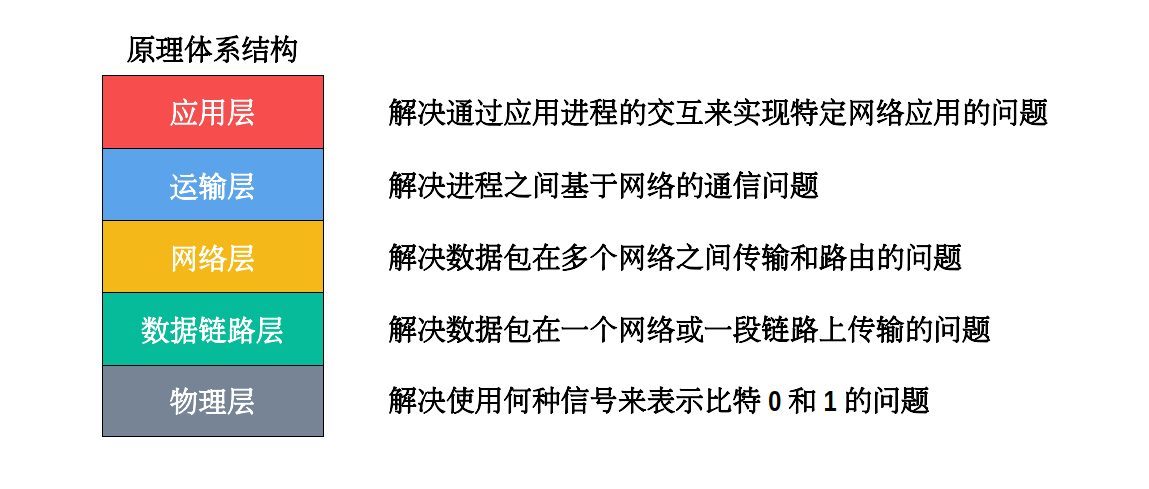 原理体系结构
应用层 解决通过应用进程的交互来实现特定网络应用的问题
运输层 解决进程之间基于网络的通信问题
网络层 解决数据包在多个网络之间传输和路由的问题
数据链路层 解决数据包在一个网络或一段链路上传输的问题
物理层 解决使用何种信号来表示比特 0 和 1 的问题